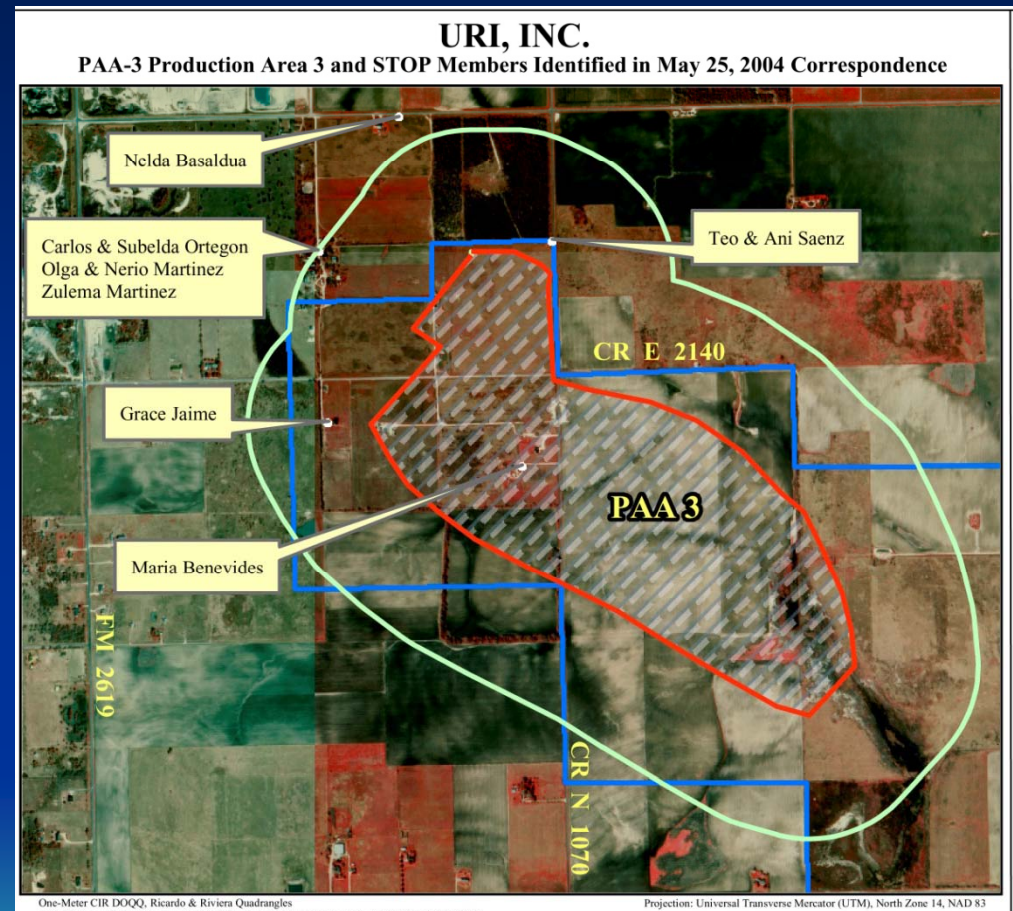 URI, INC.
PAA-3 Production Area 3 and STOP Members Identified in May 25, 2004 Correspondence
Nelda Basaldua
Carlos & Subelda Ortegon
Olga & Nerio Martinez
Zulema Martinez
Teo & Ani Saenz
CR E 2140
Grace Jaime
PAA 3
Maria Benevides
FM 2619
CR N 1070
One-Meter CIR DOQQ, Ricardo & Riviera Quadrangles
Projection: Universal Transverse Mercator (UTM), North Zone 14, NAD 83